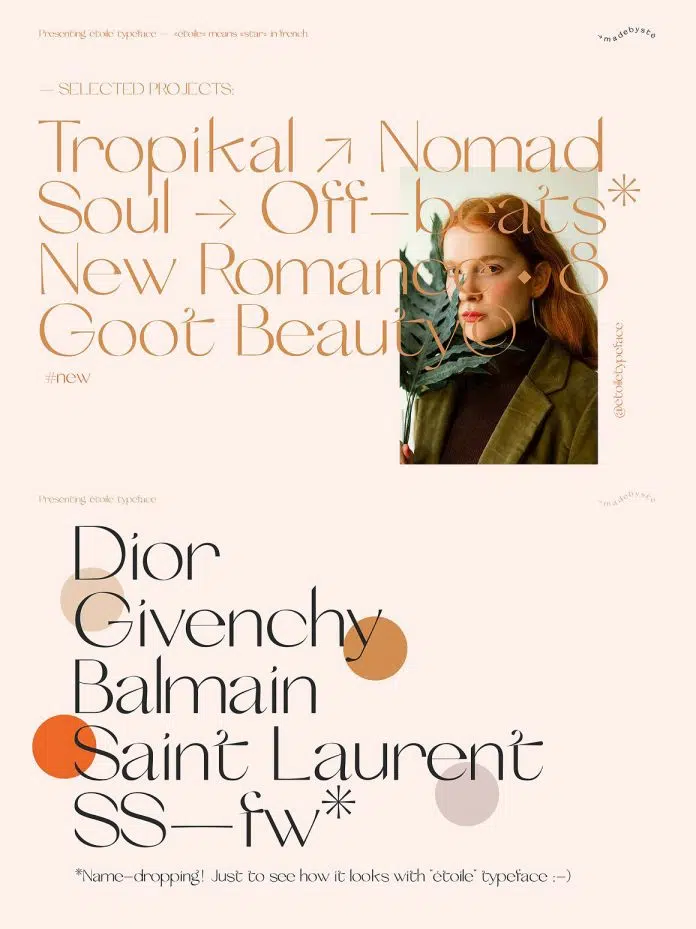 Presenting étoile typeface — «étoile» means «star» in french.
*madebysto
— SELECTED PROJECTS:
Tropikal ↗ Nomad
Soul → Off—beats*
New Romance • 8
Goot Beauty©
#new
@etoiletypeface
Presenting étoile typeface
*madebysto
Dior
Givenchy
Balmain
Saint Laurent
SS—fw*
*Name—dropping! Just to see how it looks with "étoile" typeface :—)